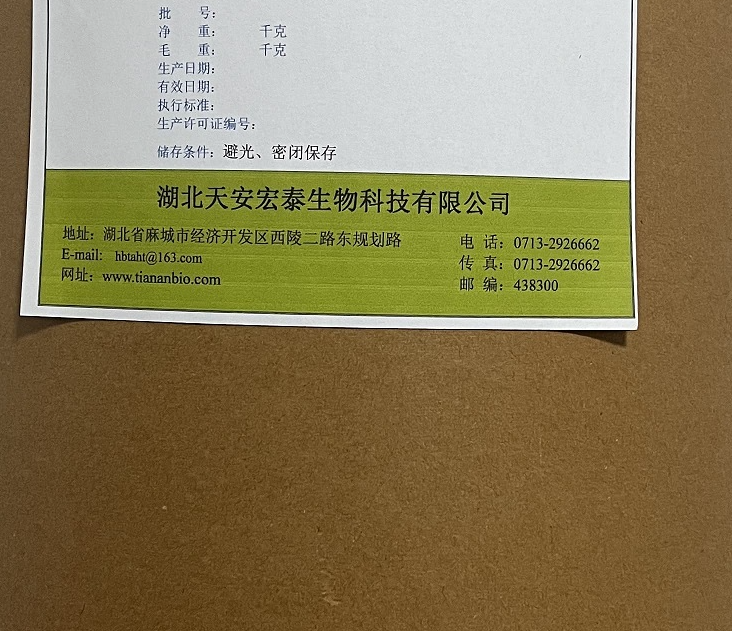 批 号：
净 重： 千克
毛 重： 千克
生产日期：
有效日期：
执行标准：
生产许可证编号：
储存条件：避光、密闭保存
湖北天安宏泰生物科技有限公司
地址：湖北省麻城市经济开发区西陵二路东规划路
电 话：0713-2926662
E-mail: hbtaht@163.com
传 真：0713-2926662
网址：www.tiananbio.com
邮 编：438300